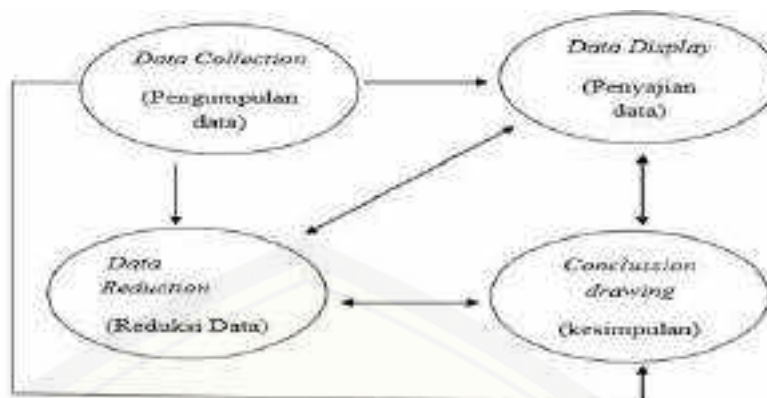 Data Collection
(Pengumpulan
data)
Data Display
(Penyajian
data)
Data
Reduction
(Reduksi Data)
Conclussion
drawing
(kesimpulan)